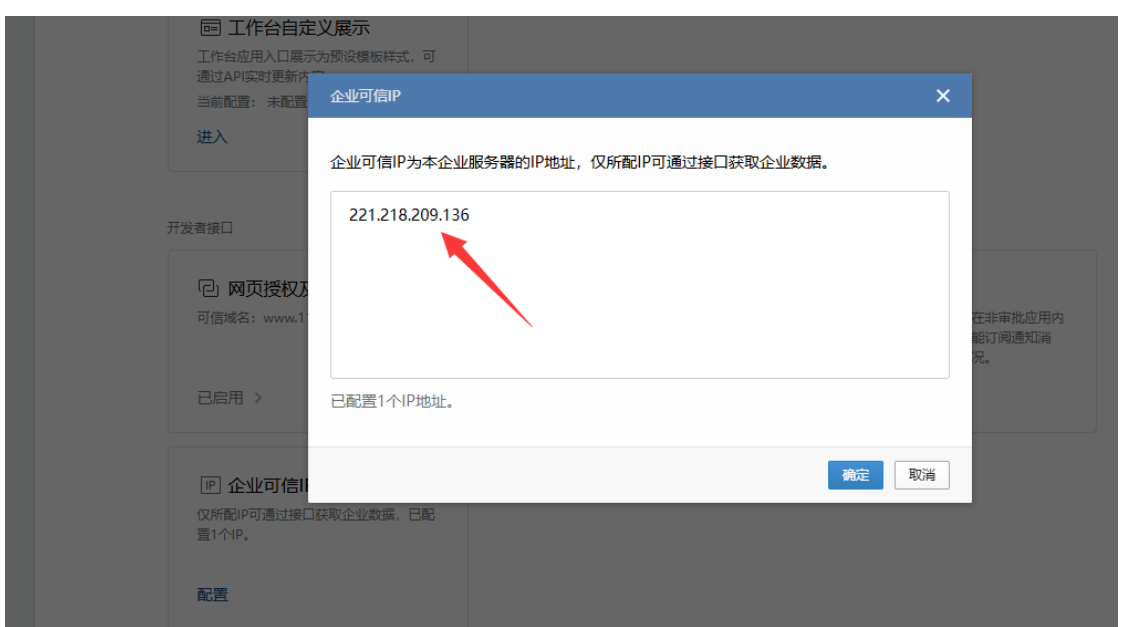 工作台自定义展示
工作台应用入口展示为预设模板样式，可
通过API实时更新内
当前配置： 未配置
进入
企业可信IP
企业可信IP为本企业服务器的IP地址，仅所配IP可通过接口获取企业数据。
221.218.209.136
已配置1个IP地址。
确定
取消
开发者接口
网页授权及
可信域名：www.1
已启用
在非审批应用内
能订阅通知消
况。
IP 企业可信I
仅所配IP可通过接口获取企业数据，已配
置1个IP。
配置